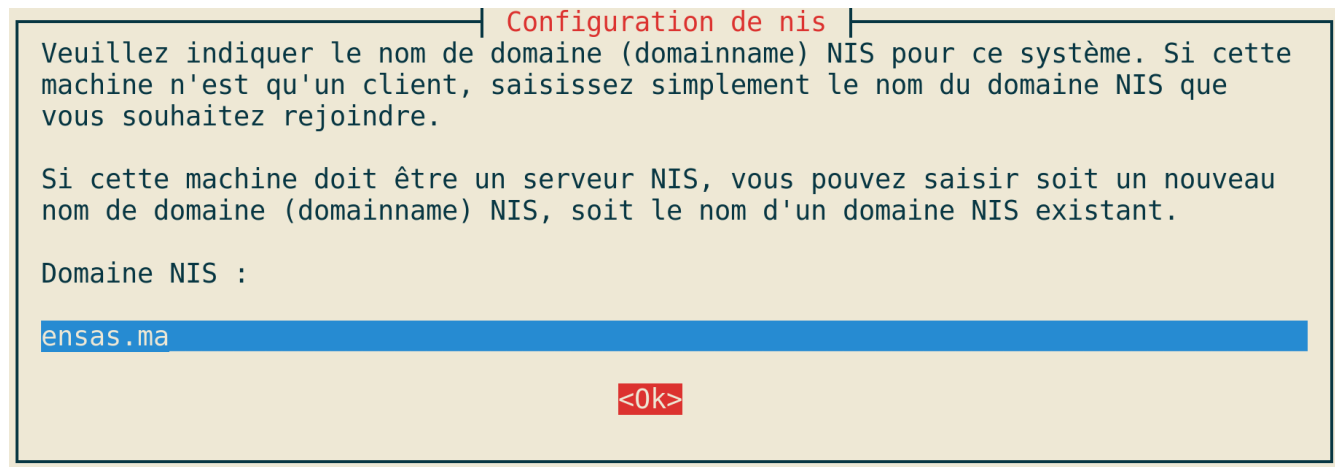 Configuration de nis
Veuillez indiquer le nom de domaine (domainname) NIS pour ce système. Si cette
machine n'est qu'un client, saisissez simplement le nom du domaine NIS que
vous souhaitez rejoindre.
Si cette machine doit être un serveur NIS, vous pouvez saisir soit un nouveau
nom de domaine (domainname) NIS, soit le nom d'un domaine NIS existant.
Domaine NIS :
ensas.ma
<Ok>